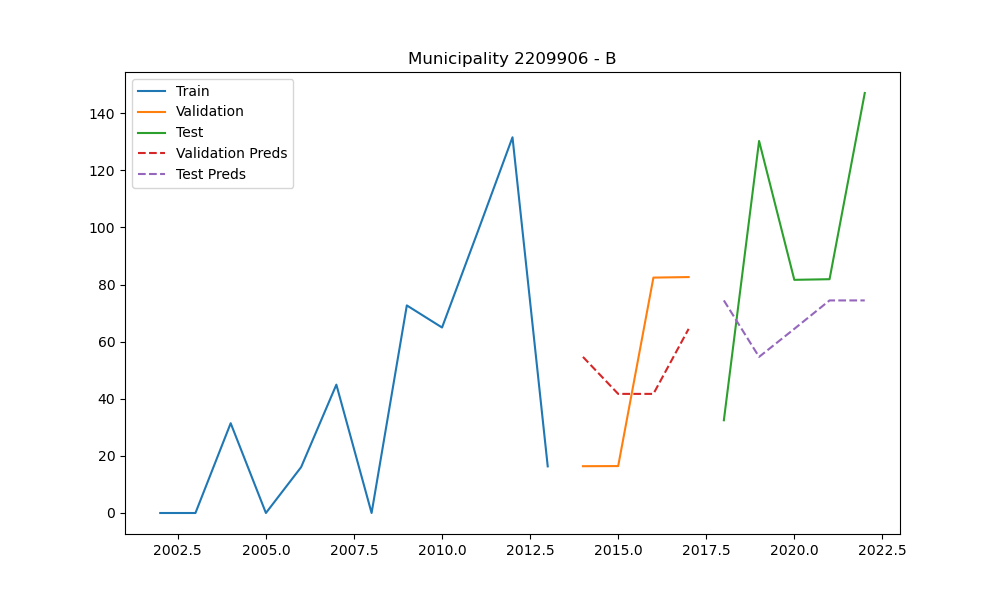 Municipality 2209906 - B
Train
Validation
Test
Validation Preds
Test Preds
140
120
100
80
60
40
20
0
2002.5 2005.0 2007.5 2010.0 2012.5 2015.0 2017.5 2020.0 2022.5